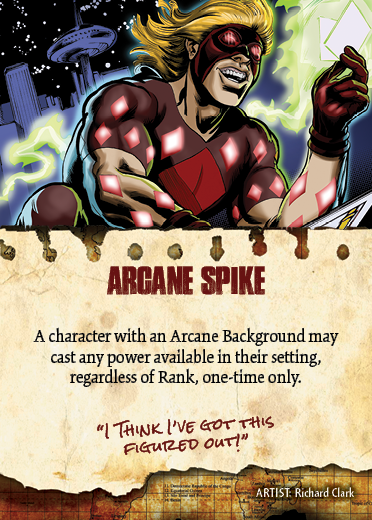 ARCANE SPIKE
A character with an Arcane Background may
cast any power available in their setting,
regardless of Rank, one-time only.
"I Think I've got this
figured out!"
ARTIST: Richard Clark